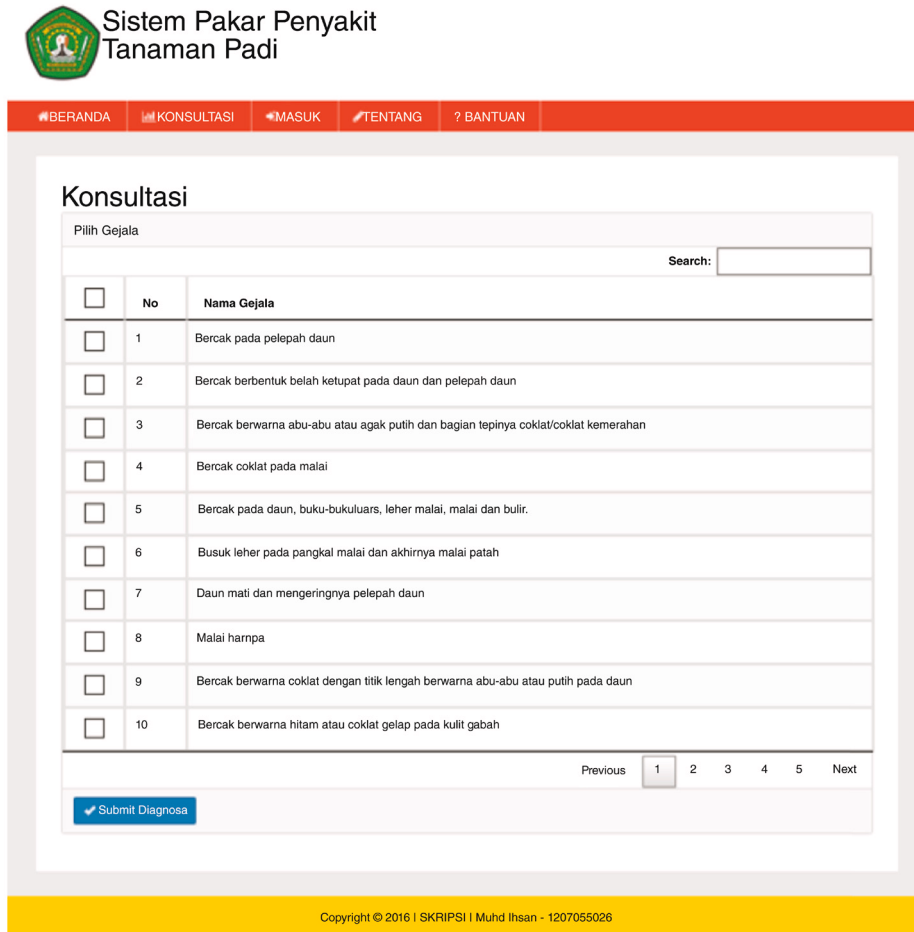 Sistem Pakar Penyakit
Tanaman Padi
BERANDA KONSULTASI MASUK TENTANG ? BANTUAN
Konsultasi
Pilih Gejala
Search:
No Nama Gejala
1 Bercak pada pelepah daun
2 Bercak berbentuk belah ketupat pada daun dan pelepah daun
3 Bercak berwarna abu-abu atau agak putih dan bagian tepinya coklat/coklat kemerahan
4 Bercak coklat pada malai
5 Bercak pada daun, buku-bukuluars, leher malai, malai dan bulir.
6 Busuk leher pada pangkal malai dan akhirnya malai patah
7 Daun mati dan mengeringnya pelepah daun
8 Malai harnpa
9 Bercak berwarna coklat dengan titik lengah berwarna abu-abu atau putih pada daun
10 Bercak berwarna hitam atau coklat gelap pada kulit gabah
Previous 1 2 3 4 5 Next
Submit Diagnosa
Copyright © 2016 | SKRIPSI | Muhd Ihsan - 1207055026